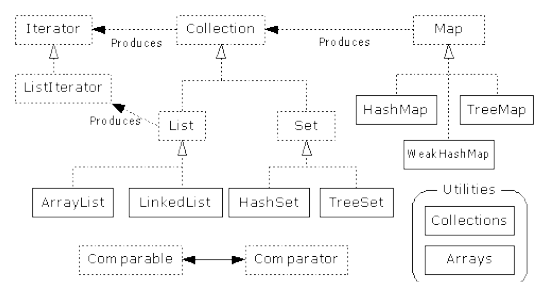 Iterator
Collection
Map
Produces
Produces
ListIterator
Produces
List
Set
HashMap
TreeMap
WeakHashMap
ArrayList
LinkedList
HashSet
TreeSet
Utilities
Collections
Arrays
Comparable
Comparator